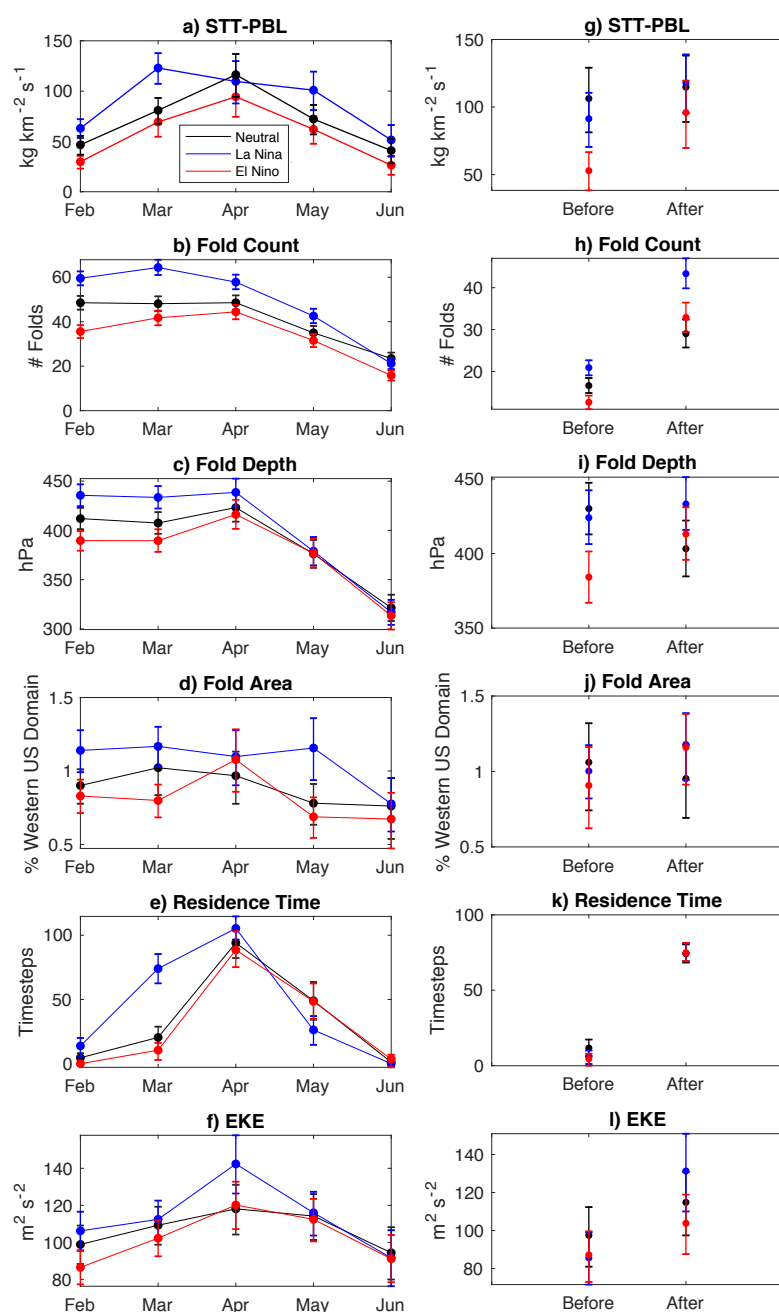 a) STT-PBL
kg km-2 s-1
150
100
50
0
Neutral
La Nina
El Nino
Feb Mar Apr May Jun
g) STT-PBL
kg km-2 s-1
150
100
50
Before After
b) Fold Count
# Folds
60
40
20
0
Feb Mar Apr May Jun
h) Fold Count
# Folds
40
30
20
Before After
c) Fold Depth
hPa
450
400
350
300
Feb Mar Apr May Jun
i) Fold Depth
hPa
450
400
350
Before After
d) Fold Area
% Western US Domain
1.5
1
0.5
Feb Mar Apr May Jun
j) Fold Area
% Western US Domain
1.5
1
0.5
Before After
e) Residence Time
Timesteps
100
50
0
Feb Mar Apr May Jun
k) Residence Time
Timesteps
100
50
0
Before After
f) EKE
m2 s-2
140
120
100
80
Feb Mar Apr May Jun
l) EKE
m2 s-2
140
120
100
80
Before After